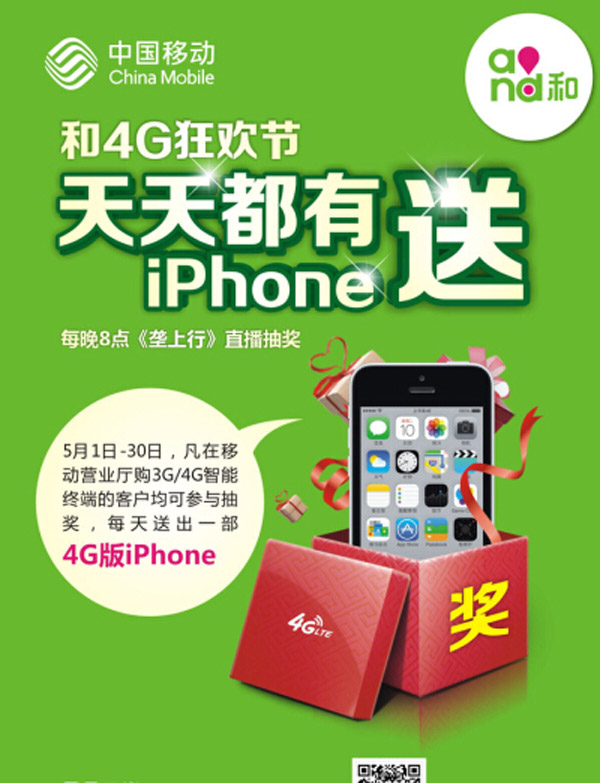 中国移动
China Mobile
and和
和4G狂欢节
天天都有
iPhone
送
每晚8点《垄上行》直播抽奖
5月1日-30日，凡在移
动营业厅购3G/4G智能
终端的客户均可参与抽
奖，每天送出一部
4G版iPhone
4G LTE
奖